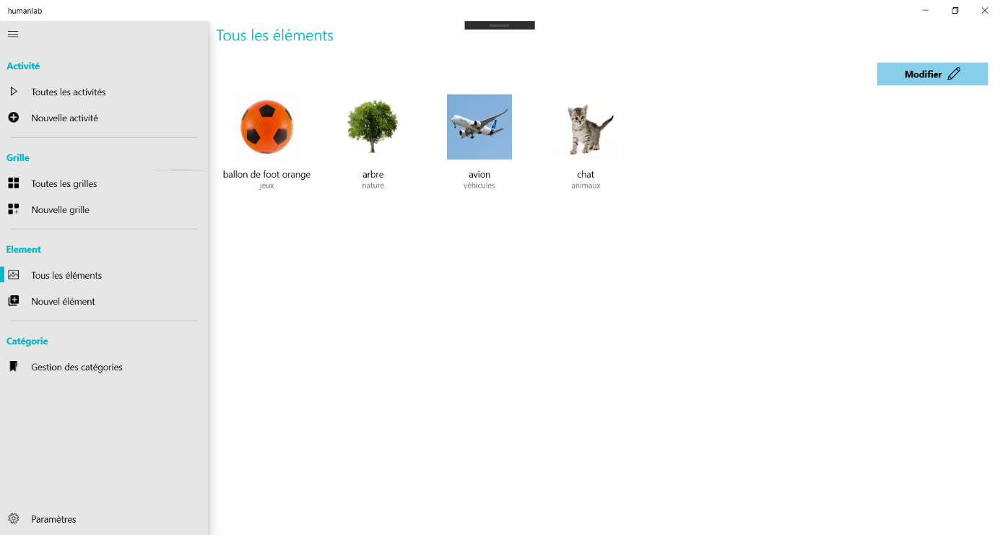 humanlab
Tous les éléments
Activité
Toutes les activités
Nouvelle activité
Grille
Toutes les grilles
Nouvelle grille
Element
Tous les éléments
Nouvel élément
Catégorie
Gestion des catégories
Paramètres
Modifier
ballon de foot orange
jeux
arbre
nature
avion
véhicules
chat
animaux